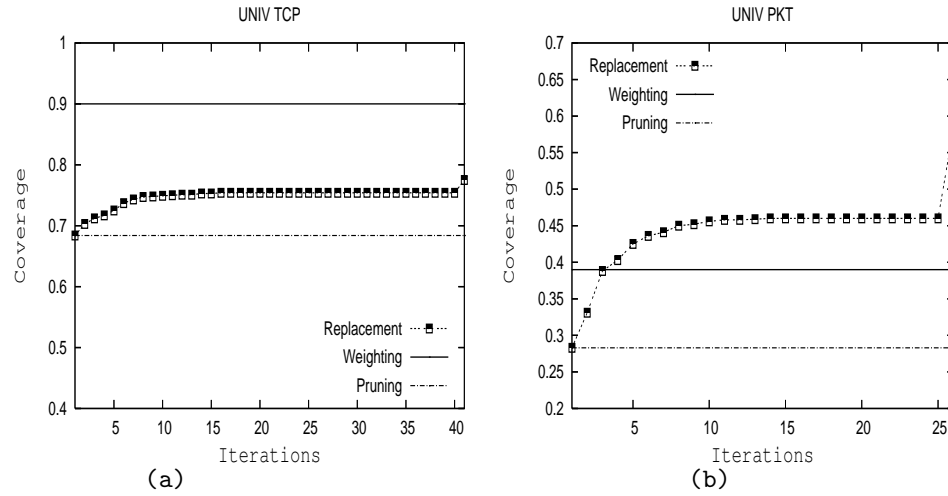 UNIV TCP
1
0.9
0.8
0.7
0.6
0.5
0.4
Coverage
Replacement
Weighting
Pruning
5 10 15 20 25 30 35 40
Iterations
(a)
UNIV PKT
0.7
0.65
0.6
0.55
0.5
0.45
0.4
0.35
0.3
0.25
0.2
Coverage
Replacement
Weighting
Pruning
5 10 15 20 25
Iterations
(b)